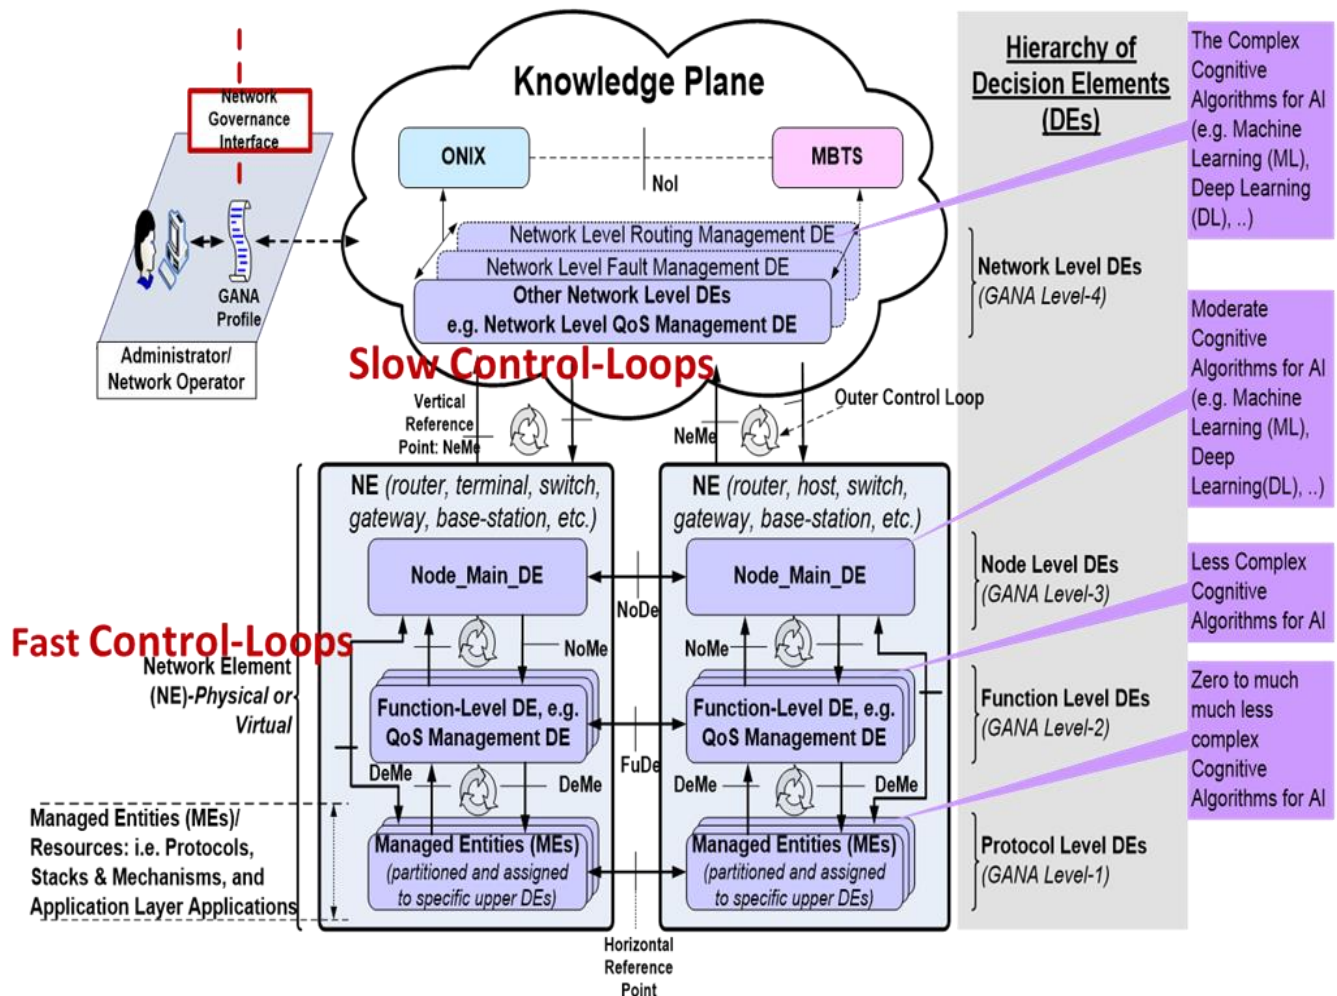 Network
Governance
Interface
GANA
Profile
Administrator/
Network Operator
Knowledge Plane
ONIX
MBTS
NoI
Network Level Routing Management DE
Network Level Fault Management DE
Other Network Level DEs
e.g. Network Level QoS Management DE
Slow Control-Loops
Vertical
Reference
Point: NeMe
NeMe
Outer Control Loop
NE (router, terminal, switch,
gateway, base-station, etc.)
Node_Main_DE
NoMe
Function-Level DE, e.g.
QoS Management DE
DeMe
DeMe
Managed Entities (MEs)
(partitioned and assigned
to specific upper DEs)
NoDe
FuDe
Horizontal
Reference
Point
NE (router, host, switch,
gateway, base-station, etc.)
Node_Main_DE
NoMe
Function-Level DE, e.g.
QoS Management DE
DeMe
DeMe
Managed Entities (MEs)
(partitioned and assigned
to specific upper DEs)
Fast Control-Loops
Network Element
(NE)-Physical or
Virtual
Managed Entities (MEs)/
Resources: i.e. Protocols,
Stacks & Mechanisms, and
Application Layer Applications
Hierarchy of
Decision Elements
(DEs)
Network Level DEs
(GANA Level-4)
Node Level DEs
(GANA Level-3)
Function Level DEs
(GANA Level-2)
Protocol Level DEs
(GANA Level-1)
The Complex
Cognitive
Algorithms for AI
(e.g. Machine
Learning (ML),
Deep Learning
(DL), ..)
Moderate
Cognitive
Algorithms for AI
(e.g. Machine
Learning (ML),
Deep
Learning(DL), ..)
Less Complex
Cognitive
Algorithms for AI
Zero to much
much less
complex
Cognitive
Algorithms for AI